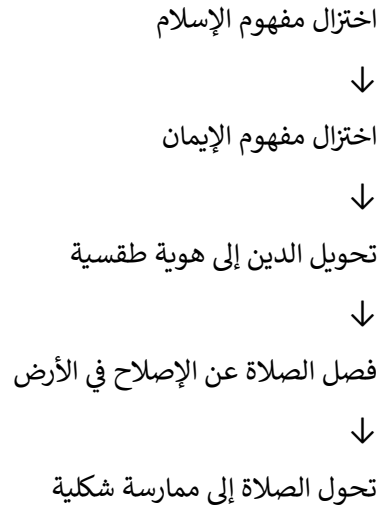 اختزال مفهوم الإسلام
↓
اختزال مفهوم الإيمان
↓
تحويل الدين إلى هوية طقسية
↓
فصل الصلاة عن الإصلاح في الأرض
↓
تحول الصلاة إلى ممارسة شكلية